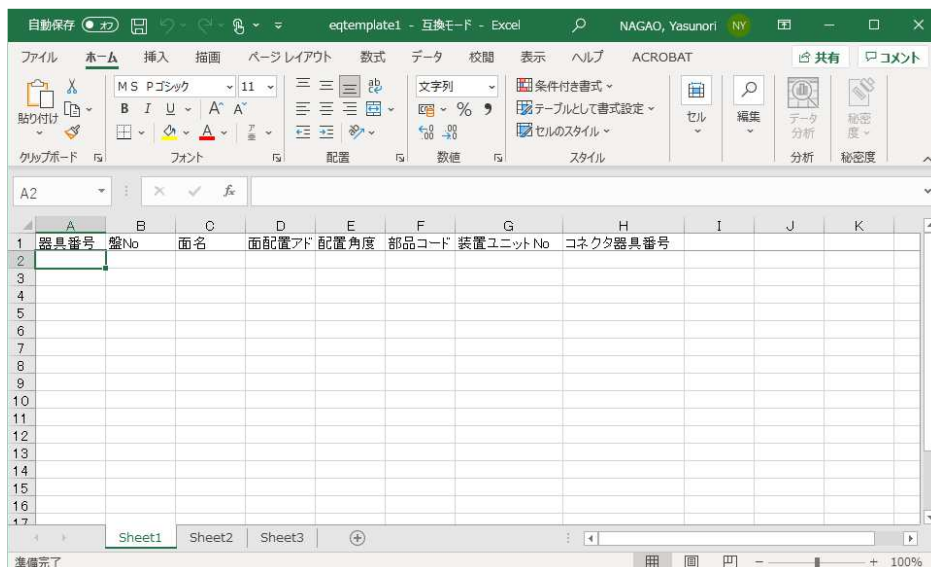 自動保存 オフ eqtemplate1 - 互換モード - Excel NAGAO, Yasunori NY
ファイル ホーム 挿入 描画 ページ レイアウト 数式 データ 校閲 表示 ヘルプ ACROBAT 共有 コメント
貼り付け MS Pゴシック 11 B I U A A A ab 文字列 % 9 .00 条件付き書式 テーブルとして書式設定 セルのスタイル セル 編集 データ分析 秘密度
クリップボード フォント 配置 数値 スタイル 分析 秘密度
A2 fx
A B C D E F G H I J K
1 器具番号 盤No 面名 面配置アド 配置角度 部品コード 装置ユニットNo コネクタ器具番号
2
3
4
5
6
7
8
9
10
11
12
13
14
15
16
17
Sheet1 Sheet2 Sheet3
準備完了 100%